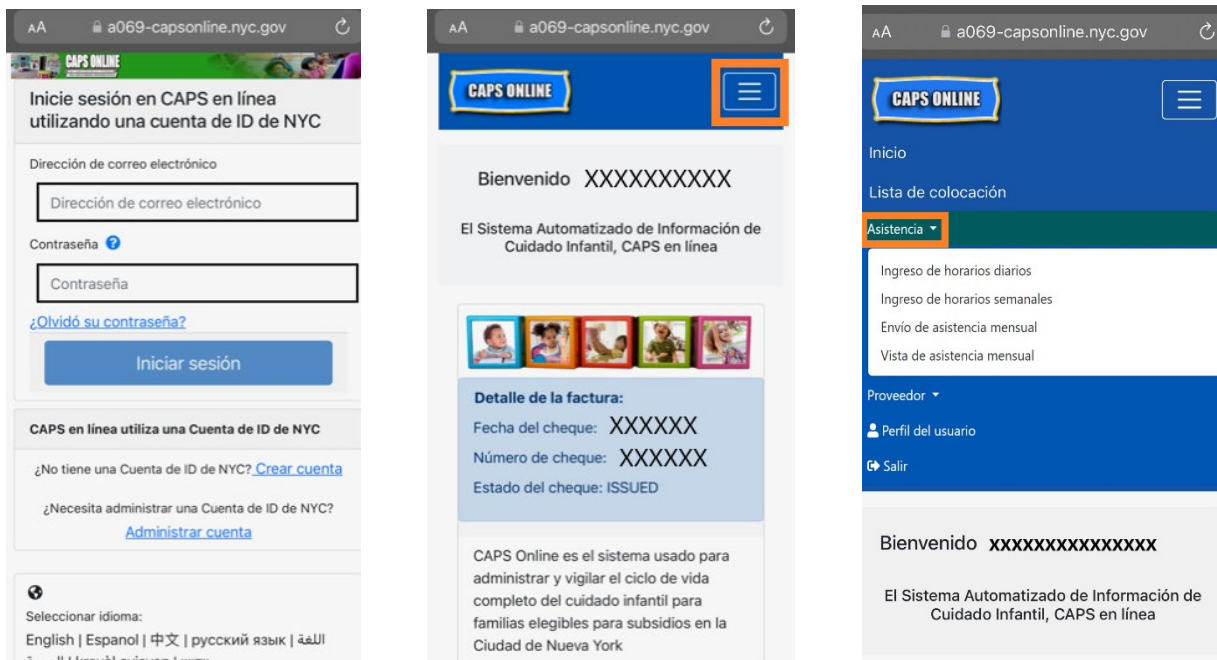 AA a069-capsonline.nyc.gov
CAPS ONLINE
Inicie sesión en CAPS en línea
utilizando una cuenta de ID de NYC
Dirección de correo electrónico
Dirección de correo electrónico
Contraseña
Contraseña
¿Olvidó su contraseña?
Iniciar sesión
CAPS en línea utiliza una Cuenta de ID de NYC
¿No tiene una Cuenta de ID de NYC? Crear cuenta
¿Necesita administrar una Cuenta de ID de NYC?
Administrar cuenta
Seleccionar idioma:
English | Espanol | 中文 | русский язык | اللغة
AA a069-capsonline.nyc.gov
CAPS ONLINE
Bienvenido XXXXXXXXXX
El Sistema Automatizado de Información de
Cuidado Infantil, CAPS en línea
Detalle de la factura:
Fecha del cheque: XXXXXX
Número de cheque: XXXXXX
Estado del cheque: ISSUED
CAPS Online es el sistema usado para
administrar y vigilar el ciclo de vida
completo del cuidado infantil para
familias elegibles para subsidios en la
Ciudad de Nueva York
AA a069-capsonline.nyc.gov
CAPS ONLINE
Inicio
Lista de colocación
Asistencia
Ingreso de horarios diarios
Ingreso de horarios semanales
Envío de asistencia mensual
Vista de asistencia mensual
Proveedor
Perfil del usuario
Salir
Bienvenido xxxxxxxxxxxxxxx
El Sistema Automatizado de Información de
Cuidado Infantil, CAPS en línea